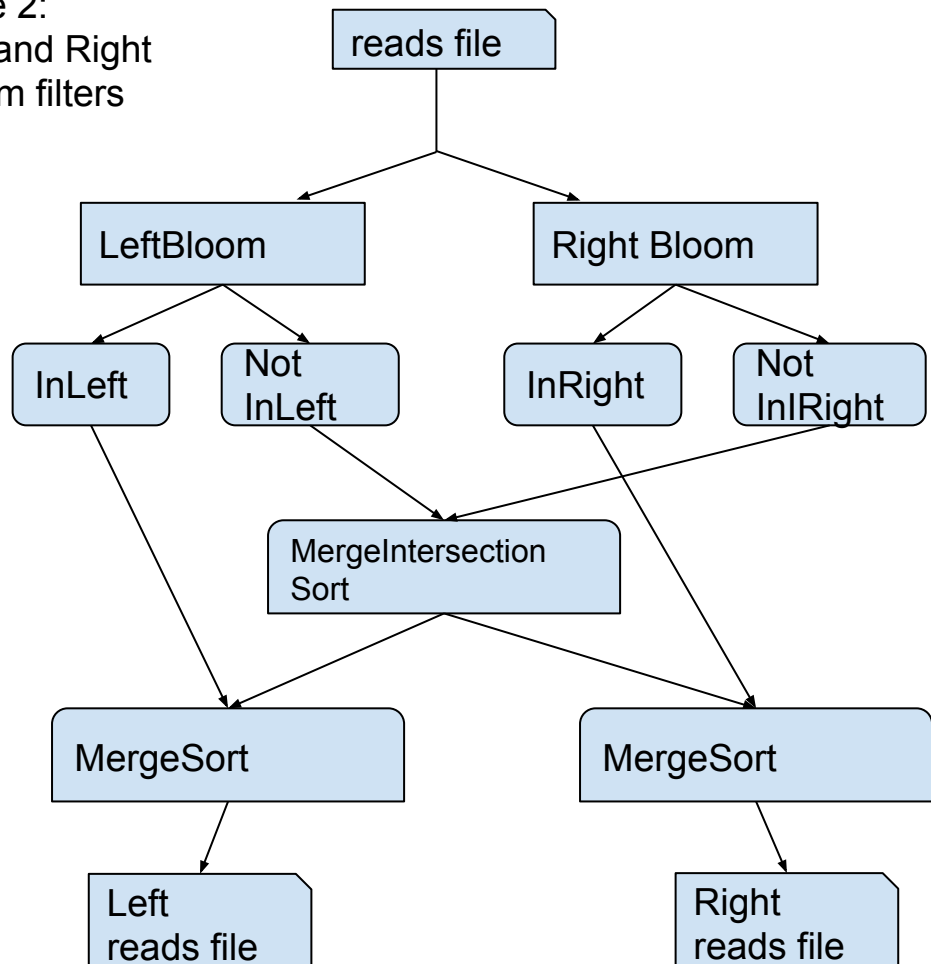 e 2:
and Right
m filters
reads file
LeftBloom
Right Bloom
InLeft
Not
InLeft
InRight
Not
InIRight
MergeIntersection
Sort
MergeSort
MergeSort
Left
reads file
Right
reads file